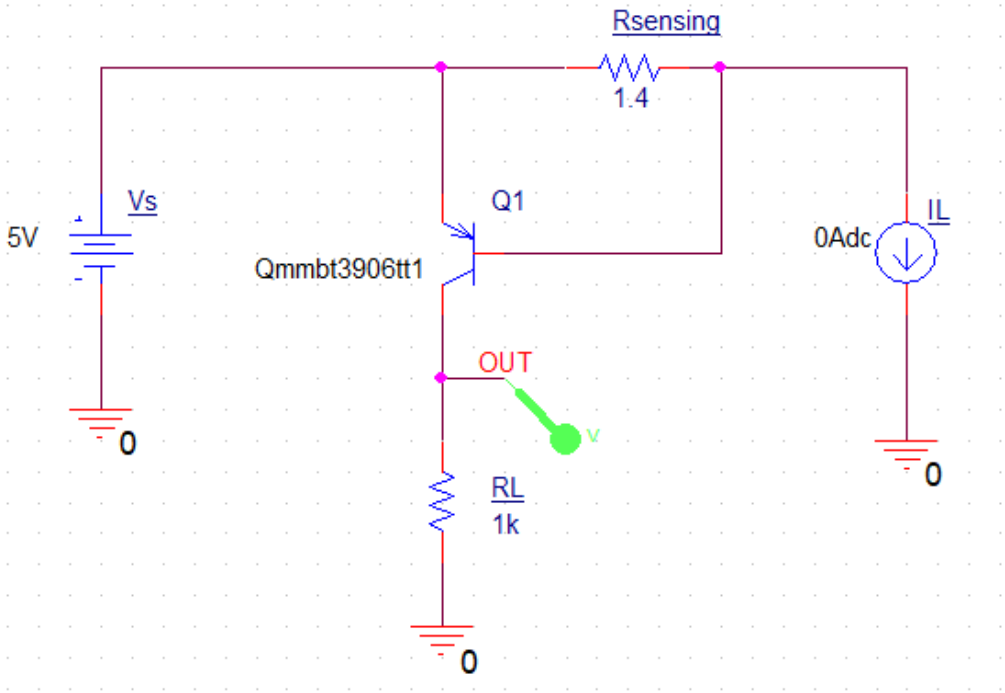 Rsensing
1.4
Vs
5V
Q1
Qmmbt3906tt1
IL
0Adc
OUT
V
0
0
RL
1k
0